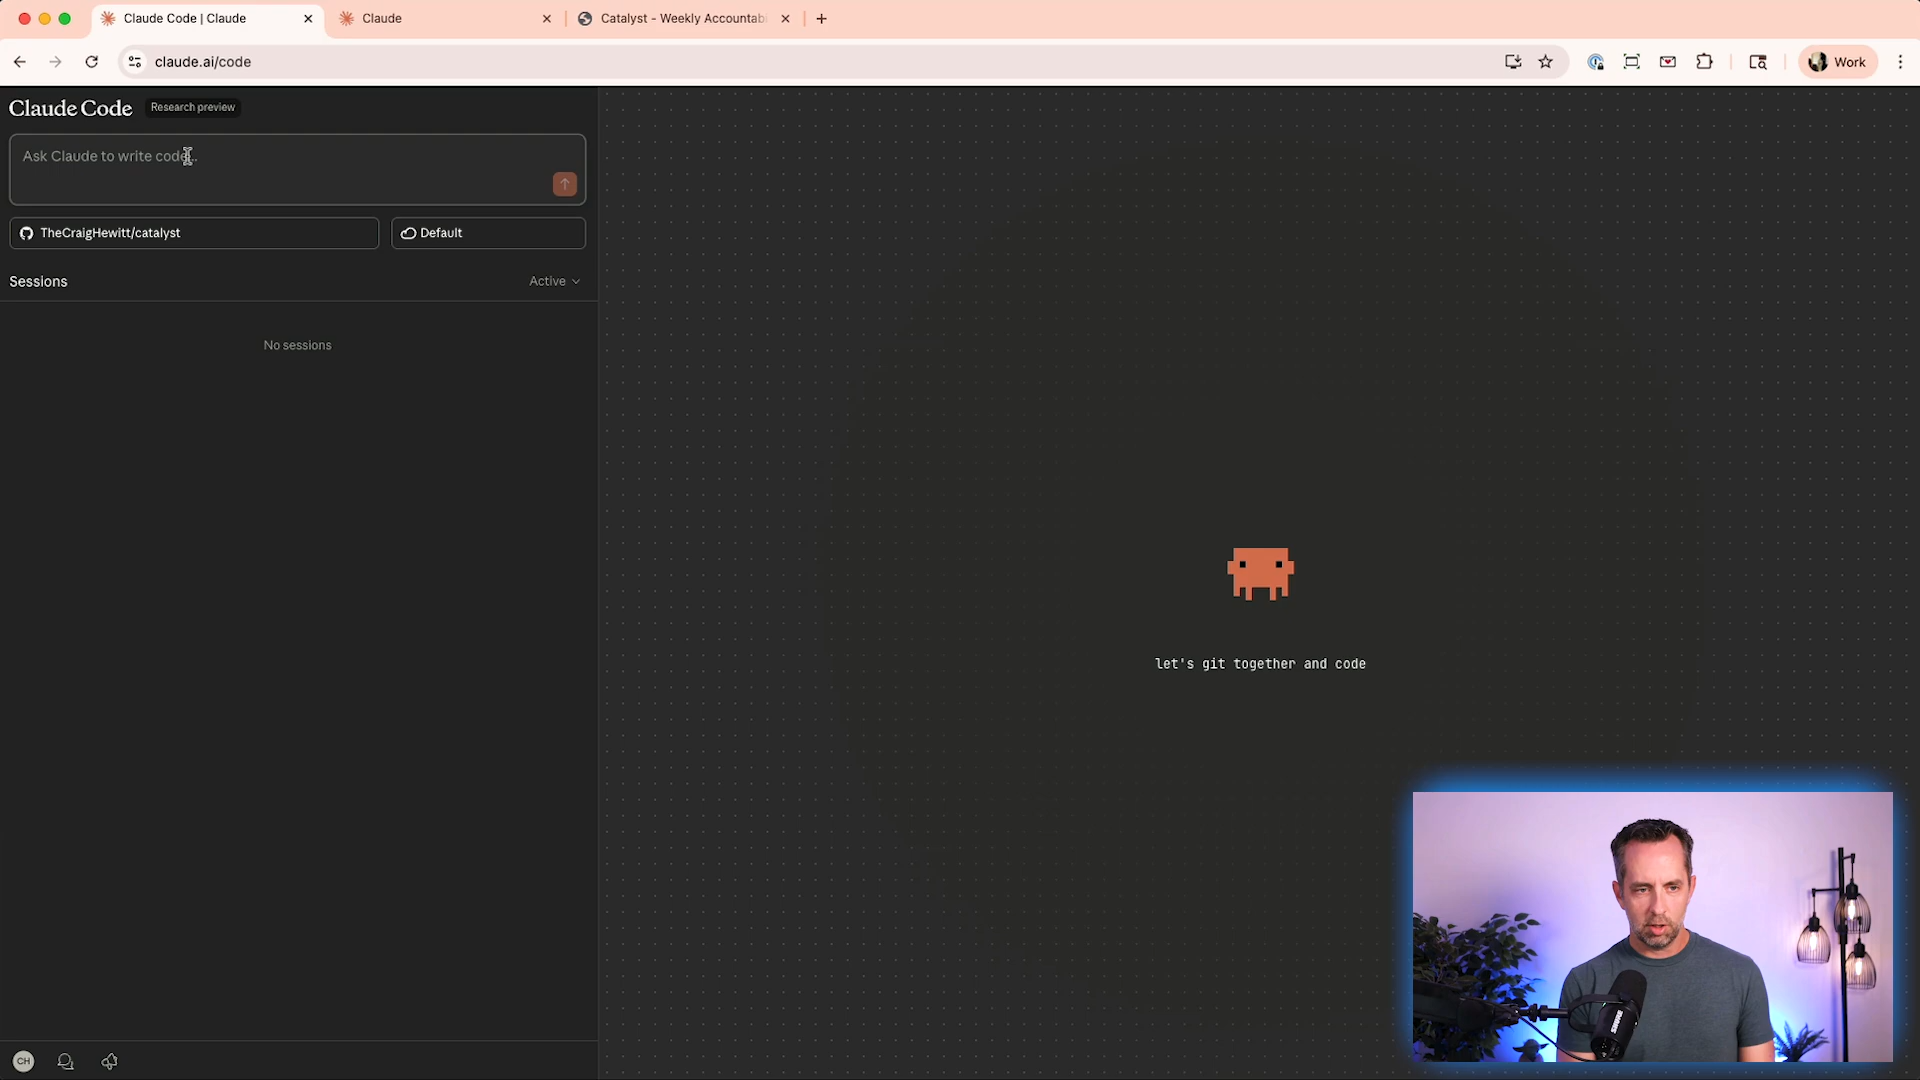 Claude Code | Claude
Claude
Catalyst - Weekly Accountab
claude.ai/code
Work
Claude Code
Research preview
Ask Claude to write code...
TheCraigHewitt/catalyst
Default
Sessions
Active
No sessions
let's git together and code
CH